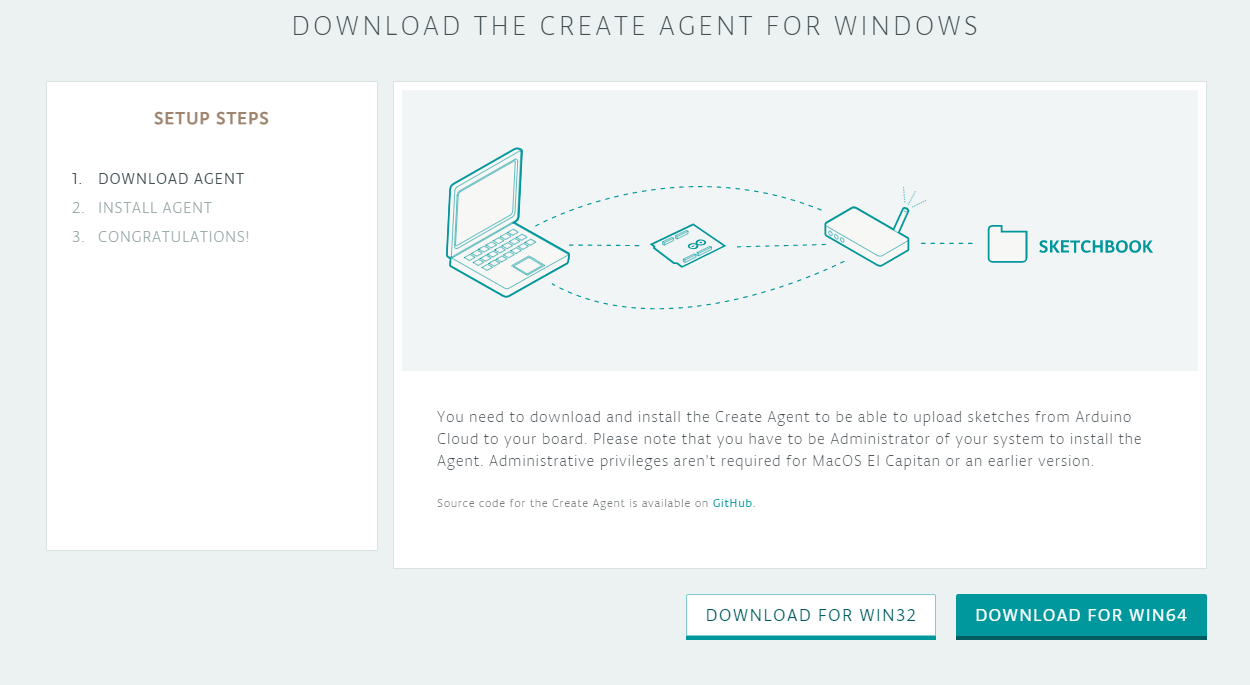 DOWNLOAD THE CREATE AGENT FOR WINDOWS
SETUP STEPS
1. DOWNLOAD AGENT
2. INSTALL AGENT
3. CONGRATULATIONS!
SKETCHBOOK
You need to download and install the Create Agent to be able to upload sketches from Arduino
Cloud to your board. Please note that you have to be Administrator of your system to install the
Agent. Administrative privileges aren't required for MacOS El Capitan or an earlier version.
Source code for the Create Agent is available on GitHub.
DOWNLOAD FOR WIN32
DOWNLOAD FOR WIN64